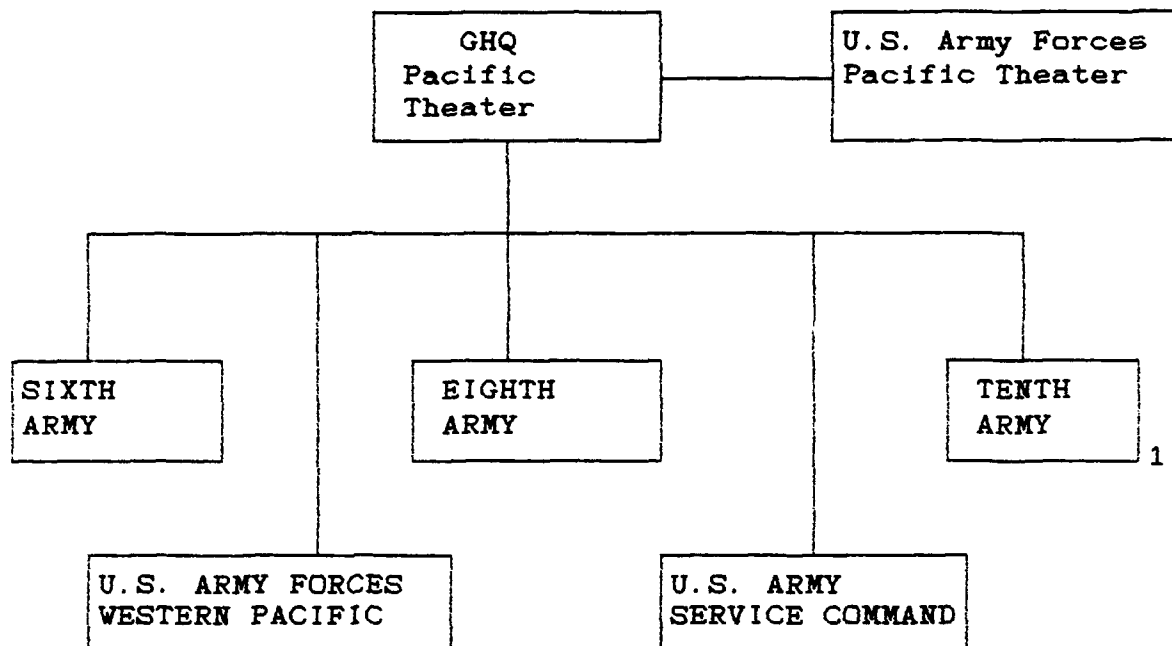 GHQ
Pacific
Theater
U.S. Army Forces
Pacific Theater
SIXTH
ARMY
EIGHTH
ARMY
TENTH
ARMY
1
U.S. ARMY FORCES
WESTERN PACIFIC
U.S. ARMY
SERVICE COMMAND